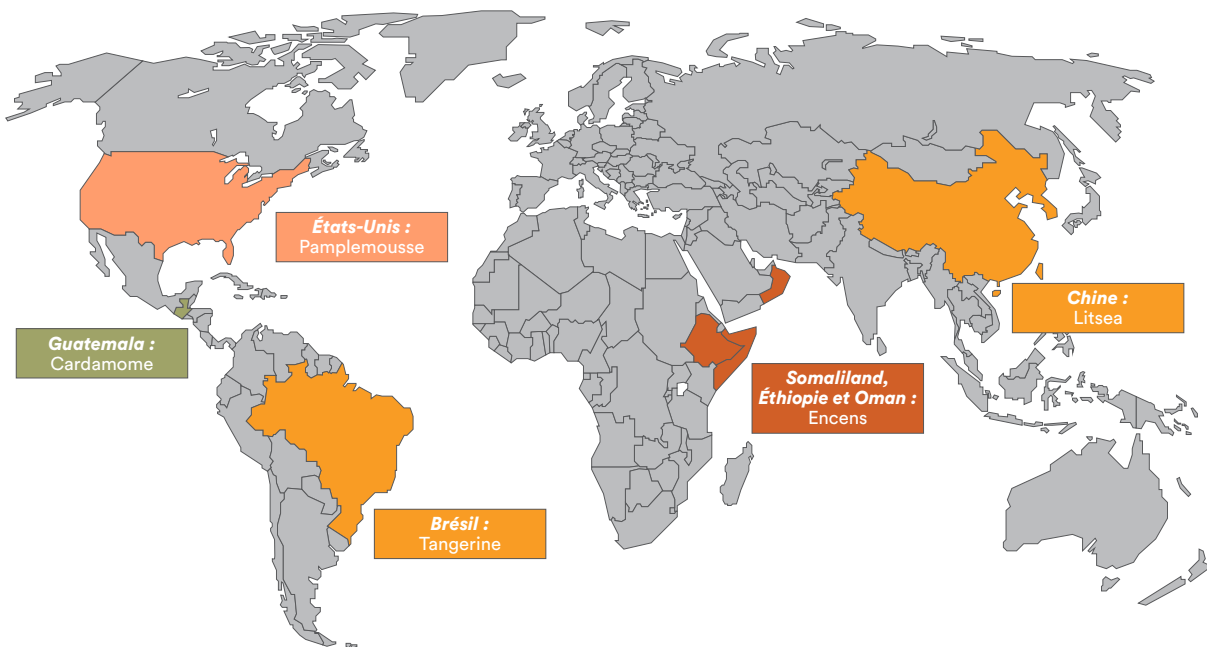 États-Unis :
Pamplemousse
Chine :
Litsea
Guatemala :
Cardamome
Somaliland,
Éthiopie et Oman :
Encens
Brésil :
Tangerine